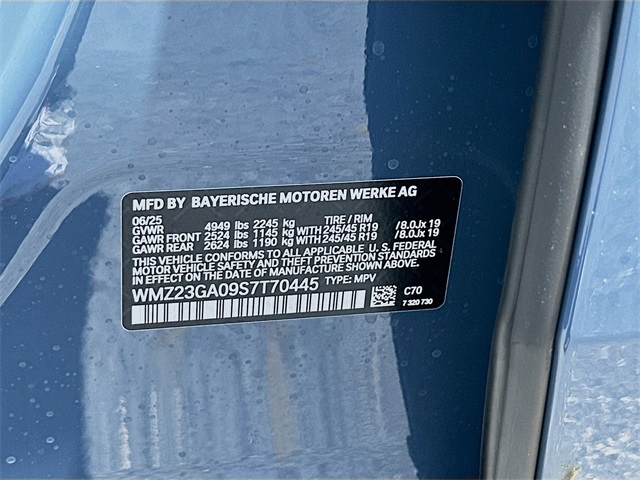 MFD BY BAYERISCHE MOTOREN WERKE AG
06/25 TIRE / RIM
GVWR 4949 lbs 2245 kg
GAWR FRONT 2524 lbs 1145 kg WITH 245/45 R19 /8.0Jx 19
GAWR REAR 2624 lbs 1190 kg WITH 245/45 R19 /8.0Jx 19
THIS VEHICLE CONFORMS TO ALL APPLICABLE U. S. FEDERAL
MOTOR VEHICLE SAFETY AND THEFT PREVENTION STANDARDS
IN EFFECT ON THE DATE OF MANUFACTURE SHOWN ABOVE.
WMZ23GA09S7T70445 TYPE: MPV
C70
7 320 730